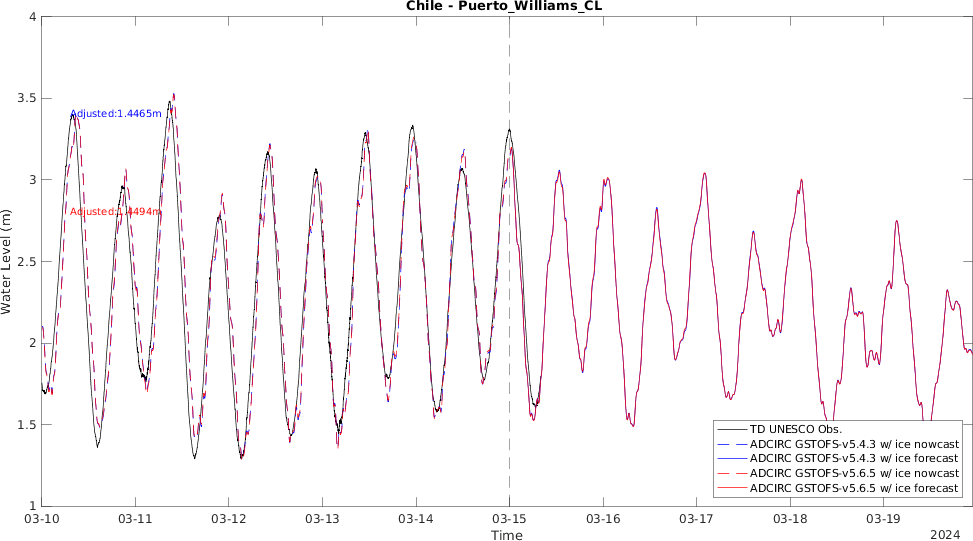 Chile - Puerto_Williams_CL
4
3.5
3
2.5
2
1.5
1
Water Level (m)
Adjusted:1.4465m
Adjusted:1.4494m
TD UNESCO Obs.
ADCIRC GSTOFS-v5.4.3 w/ ice nowcast
ADCIRC GSTOFS-v5.4.3 w/ ice forecast
ADCIRC GSTOFS-v5.6.5 w/ ice nowcast
ADCIRC GSTOFS-v5.6.5 w/ ice forecast
03-10 03-11 03-12 03-13 03-14 03-15 03-16 03-17 03-18 03-19
Time
2024